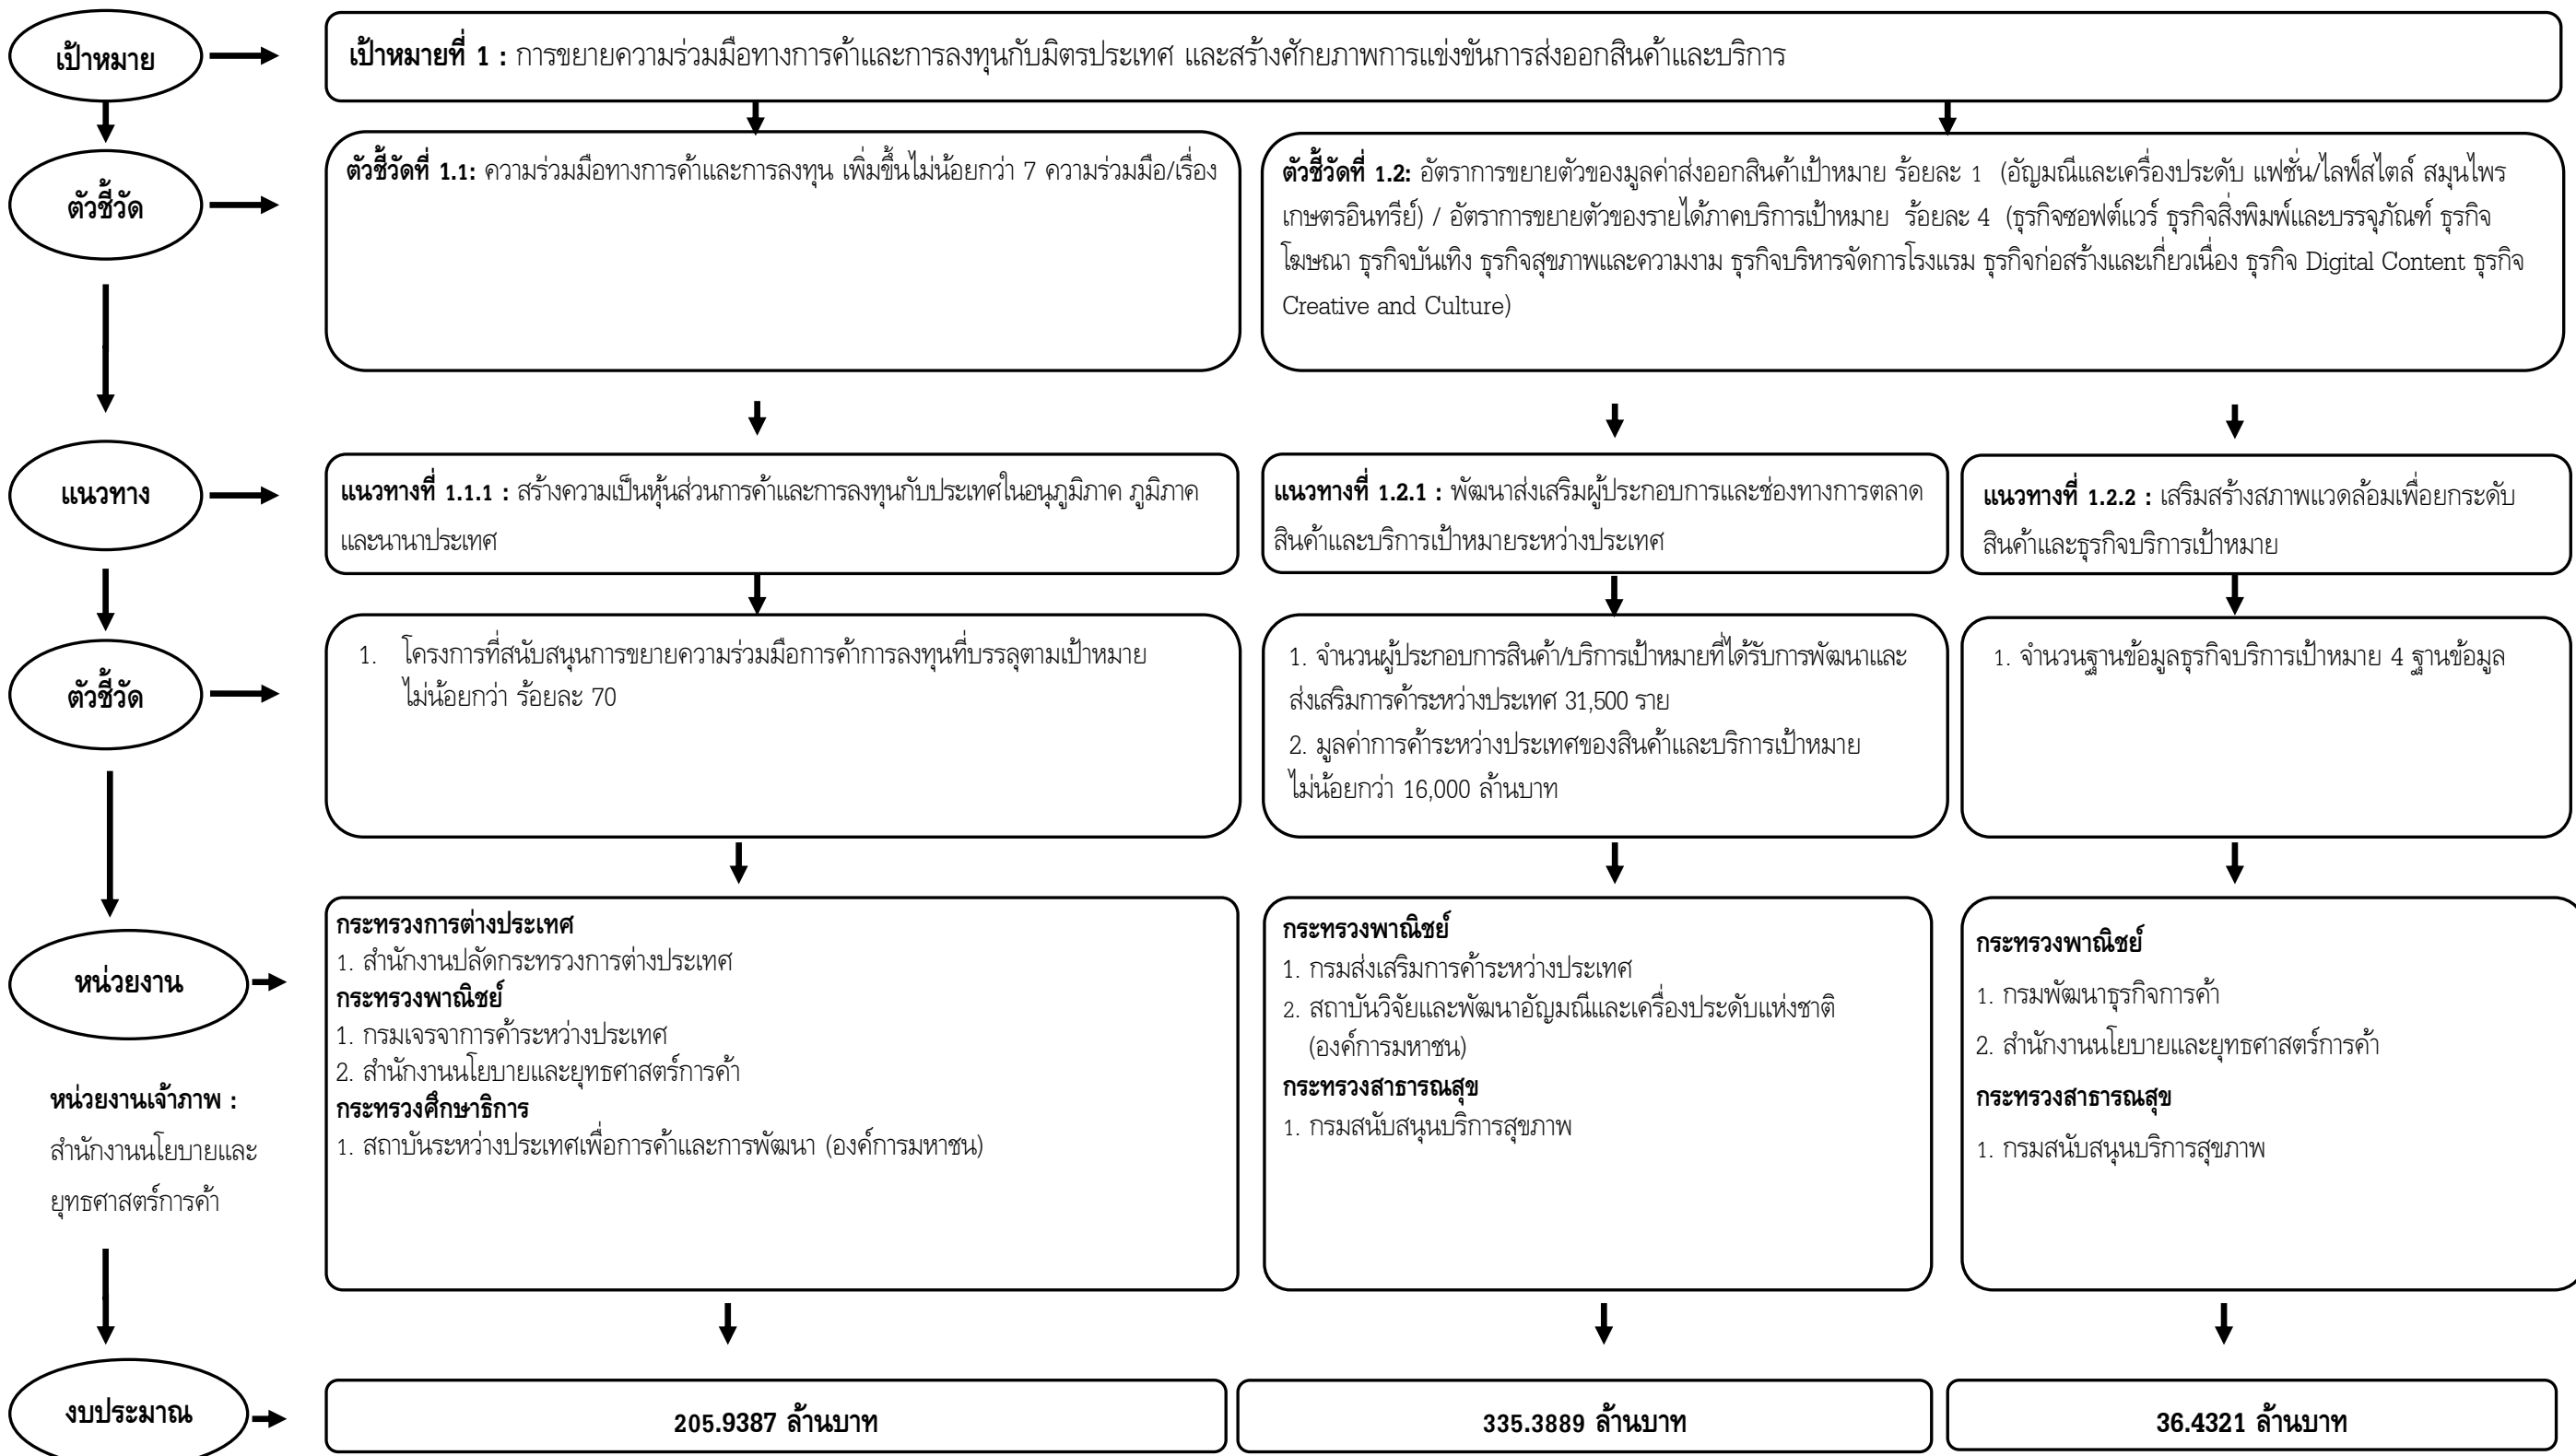 เป้าหมาย
เป้าหมายที่ 1 : การขยายความร่วมมือทางการค้าและการลงทุนกับมิตรประเทศ และสร้างศักยภาพการแข่งขันการส่งออกสินค้าและบริการ
ตัวชี้วัด
ตัวชี้วัดที่ 1.1: ความร่วมมือทางการค้าและการลงทุน เพิ่มขึ้นไม่น้อยกว่า 7 ความร่วมมือ/เรื่อง
ตัวชี้วัดที่ 1.2: อัตราการขยายตัวของมูลค่าส่งออกสินค้าเป้าหมาย ร้อยละ 1 (อัญมณีและเครื่องประดับ แฟชั่น/ไลฟ์สไตล์ สมุนไพร
เกษตรอินทรีย์) / อัตราการขยายตัวของรายได้ภาคบริการเป้าหมาย ร้อยละ 4 (ธุรกิจซอฟต์แวร์ ธุรกิจสิ่งพิมพ์และบรรจุภัณฑ์ ธุรกิจ
โฆษณา ธุรกิจบันเทิง ธุรกิจสุขภาพและความงาม ธุรกิจบริหารจัดการโรงแรม ธุรกิจก่อสร้างและเกี่ยวเนื่อง ธุรกิจ Digital Content ธุรกิจ
Creative and Culture)
แนวทาง
แนวทางที่ 1.1.1 : สร้างความเป็นหุ้นส่วนการค้าและการลงทุนกับประเทศในอนุภูมิภาค ภูมิภาค
และนานาประเทศ
แนวทางที่ 1.2.1 : พัฒนาส่งเสริมผู้ประกอบการและช่องทางการตลาด
สินค้าและบริการเป้าหมายระหว่างประเทศ
แนวทางที่ 1.2.2 : เสริมสร้างสภาพแวดล้อมเพื่อยกระดับ
สินค้าและธุรกิจบริการเป้าหมาย
ตัวชี้วัด
1. โครงการที่สนับสนุนการขยายความร่วมมือการค้าการลงทุนที่บรรลุตามเป้าหมาย
ไม่น้อยกว่า ร้อยละ 70
1. จำนวนผู้ประกอบการสินค้า/บริการเป้าหมายที่ได้รับการพัฒนาและ
ส่งเสริมการค้าระหว่างประเทศ 31,500 ราย
2. มูลค่าการค้าระหว่างประเทศของสินค้าและบริการเป้าหมาย
ไม่น้อยกว่า 16,000 ล้านบาท
1. จำนวนฐานข้อมูลธุรกิจบริการเป้าหมาย 4 ฐานข้อมูล
หน่วยงาน
หน่วยงานเจ้าภาพ :
สำนักงานนโยบายและ
ยุทธศาสตร์การค้า
กระทรวงการต่างประเทศ
1. สำนักงานปลัดกระทรวงการต่างประเทศ
กระทรวงพาณิชย์
1. กรมเจรจาการค้าระหว่างประเทศ
2. สำนักงานนโยบายและยุทธศาสตร์การค้า
กระทรวงศึกษาธิการ
1. สถาบันระหว่างประเทศเพื่อการค้าและการพัฒนา (องค์การมหาชน)
กระทรวงพาณิชย์
1. กรมส่งเสริมการค้าระหว่างประเทศ
2. สถาบันวิจัยและพัฒนาอัญมณีและเครื่องประดับแห่งชาติ
(องค์การมหาชน)
กระทรวงสาธารณสุข
1. กรมสนับสนุนบริการสุขภาพ
กระทรวงพาณิชย์
1. กรมพัฒนาธุรกิจการค้า
2. สำนักงานนโยบายและยุทธศาสตร์การค้า
กระทรวงสาธารณสุข
1. กรมสนับสนุนบริการสุขภาพ
งบประมาณ
205.9387 ล้านบาท
335.3889 ล้านบาท
36.4321 ล้านบาท